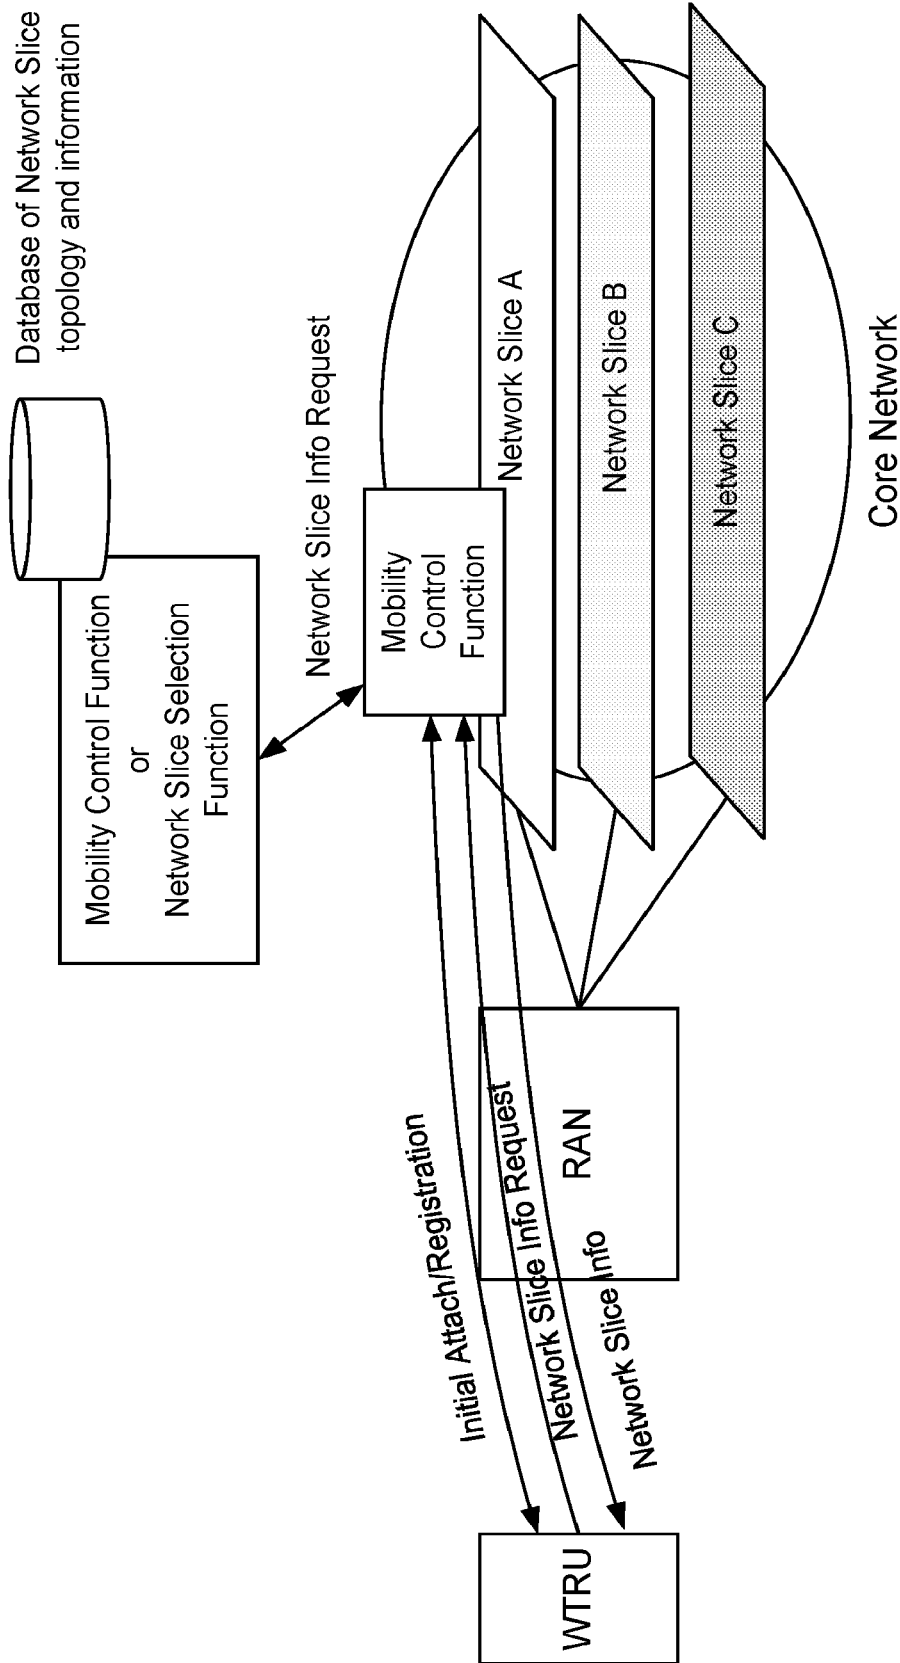 Database of Network Slice
topology and information
Mobility Control Function
or
Network Slice Selection
Function
Network Slice Info Request
Mobility
Control
Function
Initial Attach/Registration
Network Slice Info Request
Network Slice Info
WTRU
RAN
Network Slice A
Network Slice B
Network Slice C
Core Network